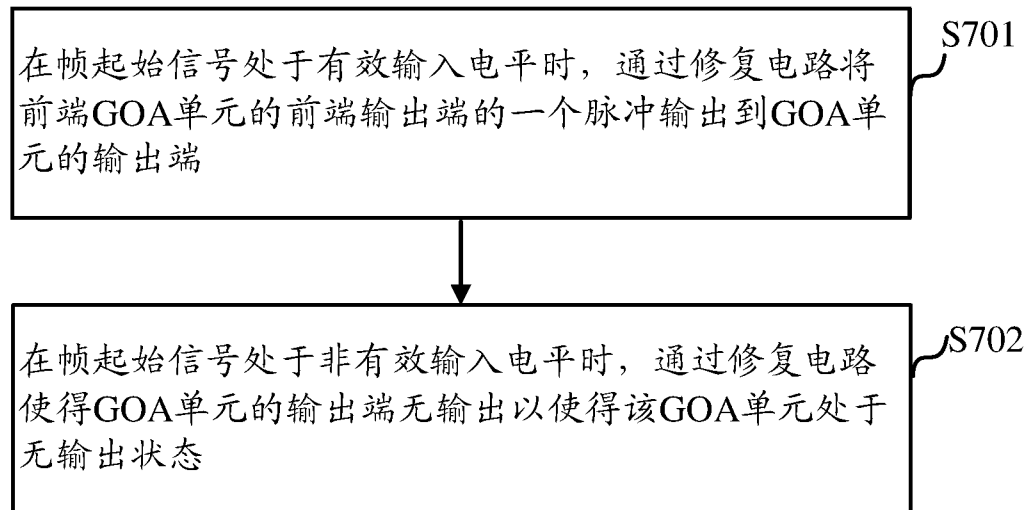 在帧起始信号处于有效输入电平时，通过修复电路将
前端GOA单元的前端输出端的一个脉冲输出到GOA单
元的输出端
S701
在帧起始信号处于非有效输入电平时，通过修复电路
使得GOA单元的输出端无输出以使得该GOA单元处于
无输出状态
S702